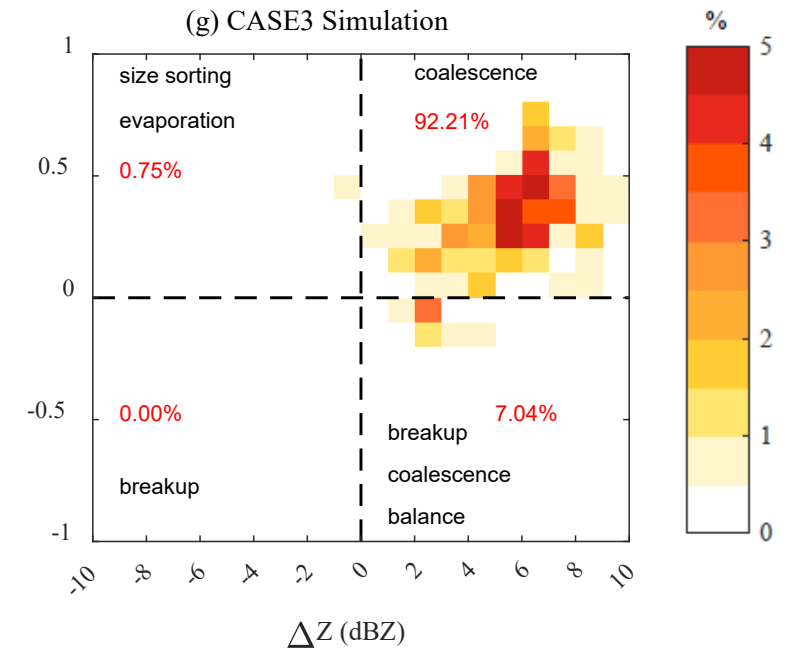 (g) CASE3 Simulation
%
1
size sorting
coalescence
5
evaporation
92.21%
4
0.5
0.75%
3
0
2
-0.5
0.00%
7.04%
breakup
1
coalescence
breakup
balance
-1
0
-10 -8 -6 -4 -2 0 2 4 6 8 10
ΔZ (dBZ)